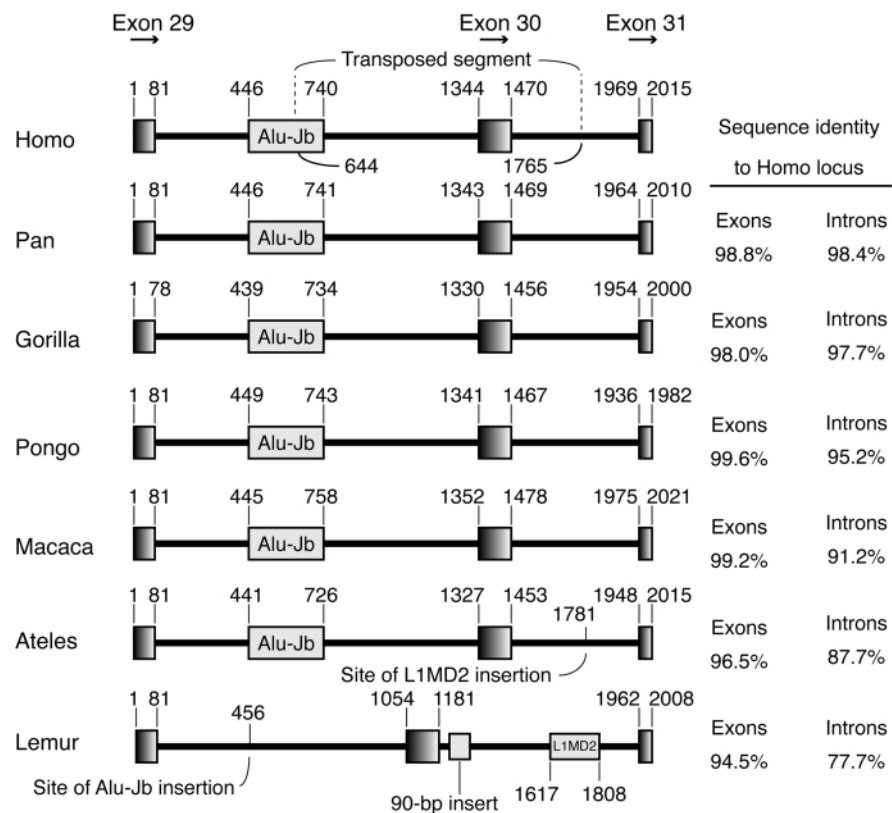 Exon 29 Exon 30 Exon 31
Transposed segment
1 81 446 740 1344 1470 1969 2015
Homo Alu-Jb
644 1765
Sequence identity
to Homo locus
1 81 446 741 1343 1469 1964 2010
Pan Alu-Jb
Exons Introns
98.8% 98.4%
1 78 439 734 1330 1456 1954 2000
Gorilla Alu-Jb
Exons Introns
98.0% 97.7%
1 81 449 743 1341 1467 1936 1982
Pongo Alu-Jb
Exons Introns
99.6% 95.2%
1 81 445 758 1352 1478 1975 2021
Macaca Alu-Jb
Exons Introns
99.2% 91.2%
1 81 441 726 1327 1453 1948 2015
1781
Ateles Alu-Jb
Site of L1MD2 insertion
Exons Introns
96.5% 87.7%
1 81 1054 1181 1962 2008
456
Lemur L1MD2
Site of Alu-Jb insertion
90-bp insert
1617 1808
Exons Introns
94.5% 77.7%